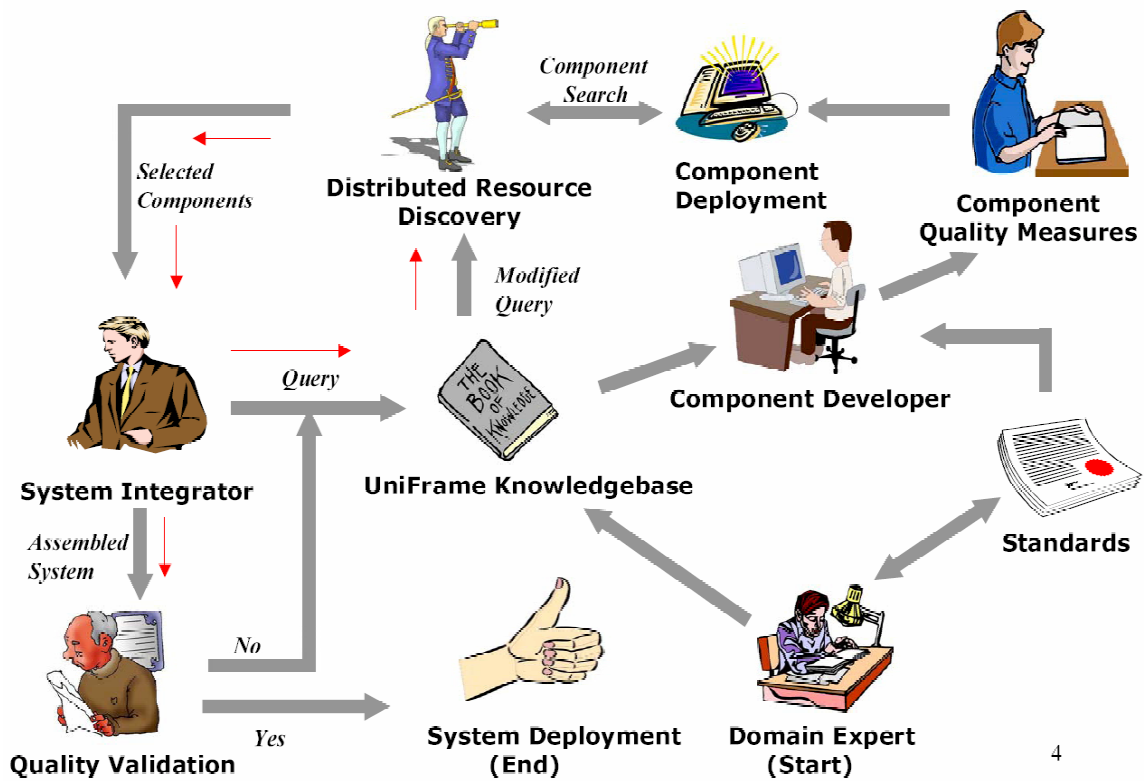 Component
Search
Selected
Components
Distributed Resource
Discovery
Component
Deployment
Component
Quality Measures
Modified
Query
Query
THE
BOOK
OF
KNOWLEDGE
Component Developer
System Integrator
UniFrame Knowledgebase
Assembled
System
Standards
No
Yes
Quality Validation
System Deployment
(End)
Domain Expert
(Start)
4